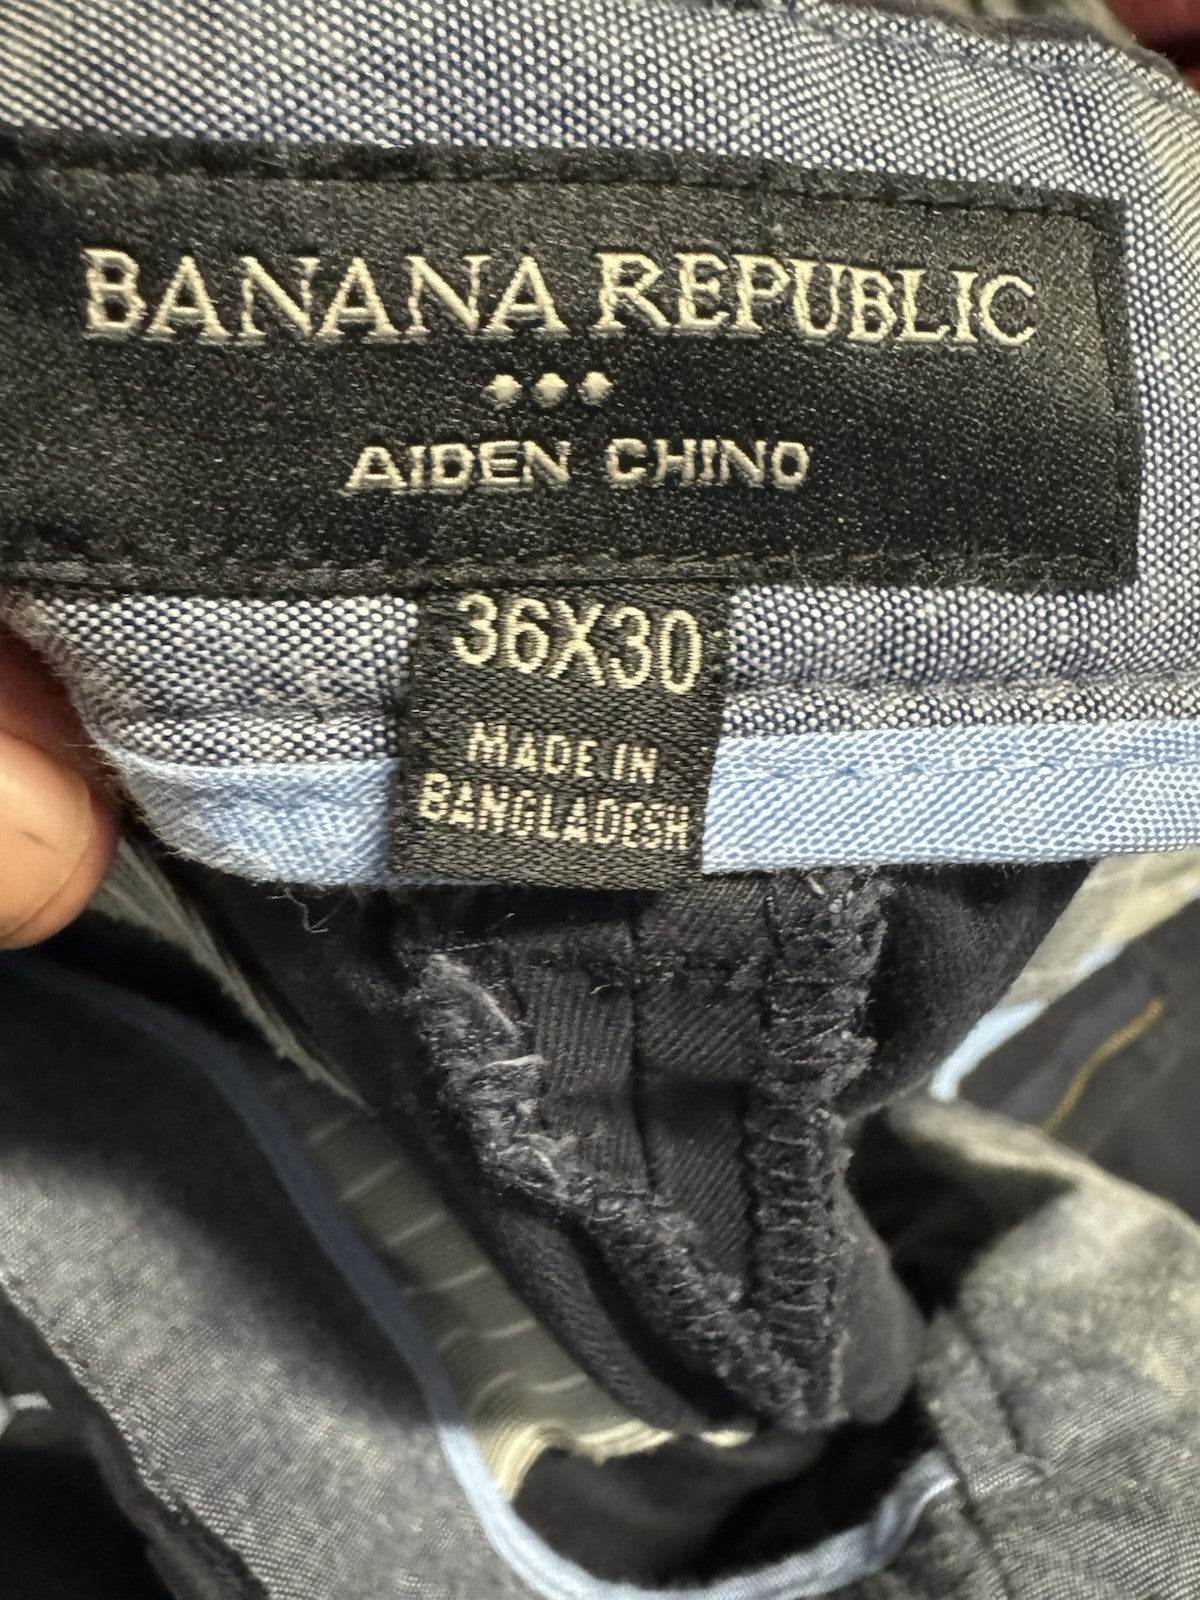 BANANA REPUBLIC
AIDEN CHINO
36X30
MADE IN
BANGLADESH